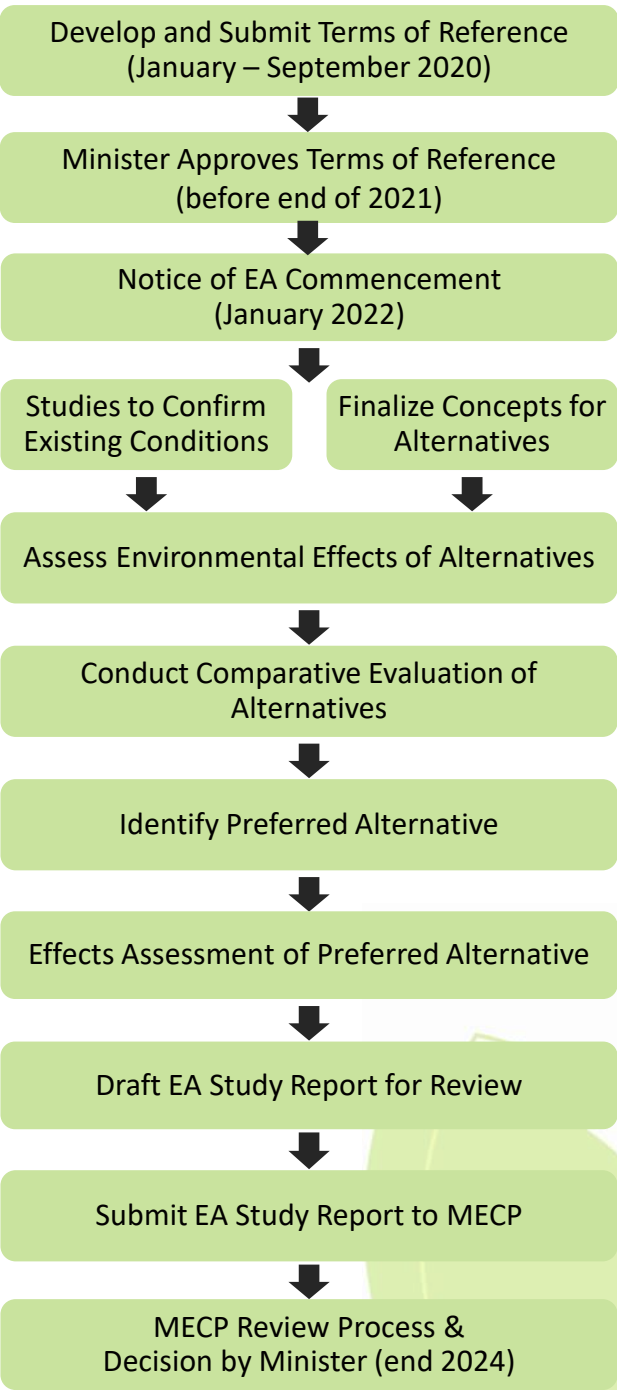 Develop and Submit Terms of Reference
(January – September 2020)
Minister Approves Terms of Reference
(before end of 2021)
Notice of EA Commencement
(January 2022)
Studies to Confirm
Existing Conditions
Finalize Concepts for
Alternatives
Assess Environmental Effects of Alternatives
Conduct Comparative Evaluation of
Alternatives
Identify Preferred Alternative
Effects Assessment of Preferred Alternative
Draft EA Study Report for Review
Submit EA Study Report to MECP
MECP Review Process &
Decision by Minister (end 2024)